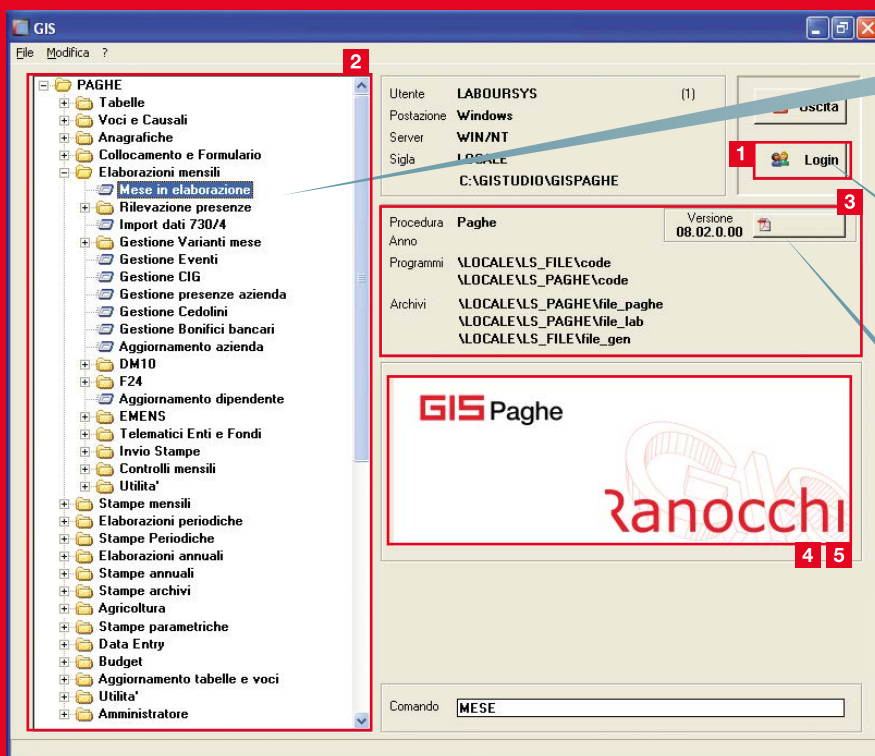 GIS
File Modifica ?
2
PAGHE
Tabelle
Voci e Causali
Anagrafiche
Collocamento e Formulario
Elaborazioni mensili
Mese in elaborazione
Rilevazione presenze
Import dati 730/4
Gestione Varianti mese
Gestione Eventi
Gestione CIG
Gestione presenze azienda
Gestione Cedolini
Gestione Bonifici bancari
Aggiornamento azienda
DM10
F24
Aggiornamento dipendente
EMENS
Telematici Enti e Fondi
Invio Stampe
Controlli mensili
Utilita'
Stampe mensili
Elaborazioni periodiche
Stampe Periodiche
Elaborazioni annuali
Stampe annuali
Stampe archivi
Agricoltura
Stampe parametriche
Data Entry
Budget
Aggiornamento tabelle e voci
Utilita'
Amministratore
Utente LABOURSYS (1)
Postazione Windows
Server WIN/NT
Sigla LOCALE
C:\GISTUDIO\GISPAGHE
Uscita
1 Login
3
Procedura Paghe
Versione
08.02.0.00
Anno
Programmi \LOCALE\LS_FILE\code
\LOCALE\LS_PAGHE\code
Archivi \LOCALE\LS_PAGHE\file_paghe
\LOCALE\LS_PAGHE\file_lab
\LOCALE\LS_FILE\file_gen
GIS Paghe
GIS
Ranocchi
4 5
Comando MESE